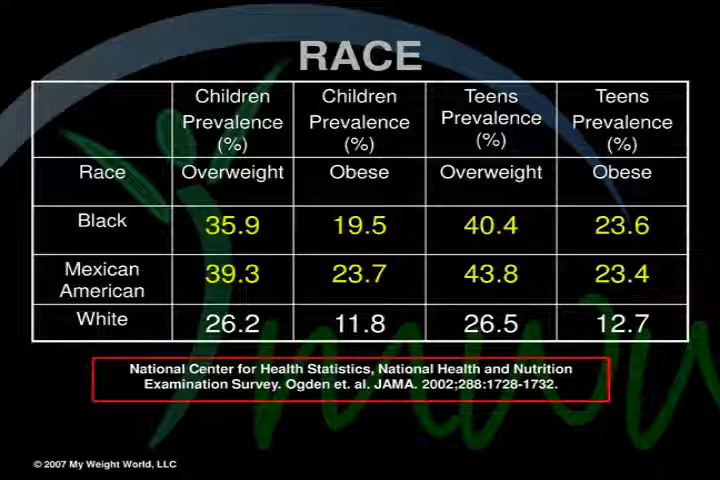 RACE
Children Prevalence (%) Children Prevalence (%) Teens Prevalence (%) Teens Prevalence (%)
Race Overweight Obese Overweight Obese
Black 35.9 19.5 40.4 23.6
Mexican American 39.3 23.7 43.8 23.4
White 26.2 11.8 26.5 12.7
National Center for Health Statistics, National Health and Nutrition
Examination Survey. Ogden et. al. JAMA. 2002;288:1728-1732.
© 2007 My Weight World, LLC